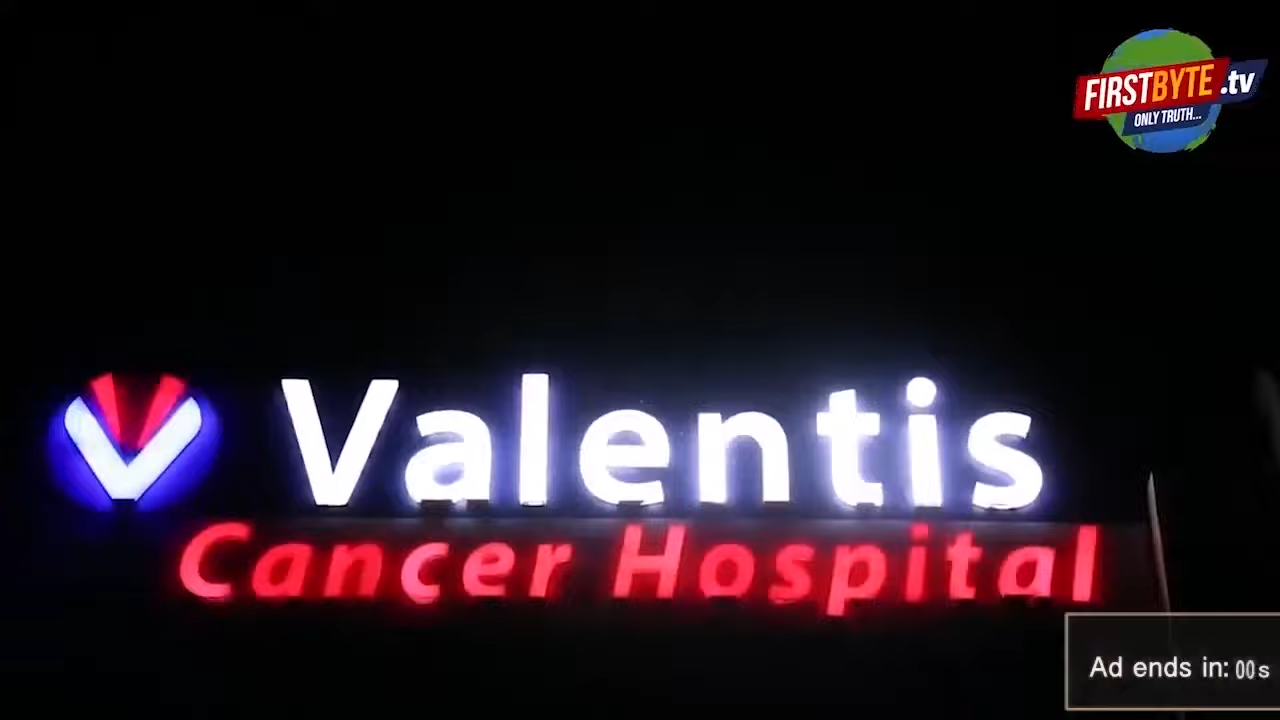 FIRSTBYTE.tv
ONLY TRUTH...
Valentis
Cancer Hospital
Ad ends in: 00s